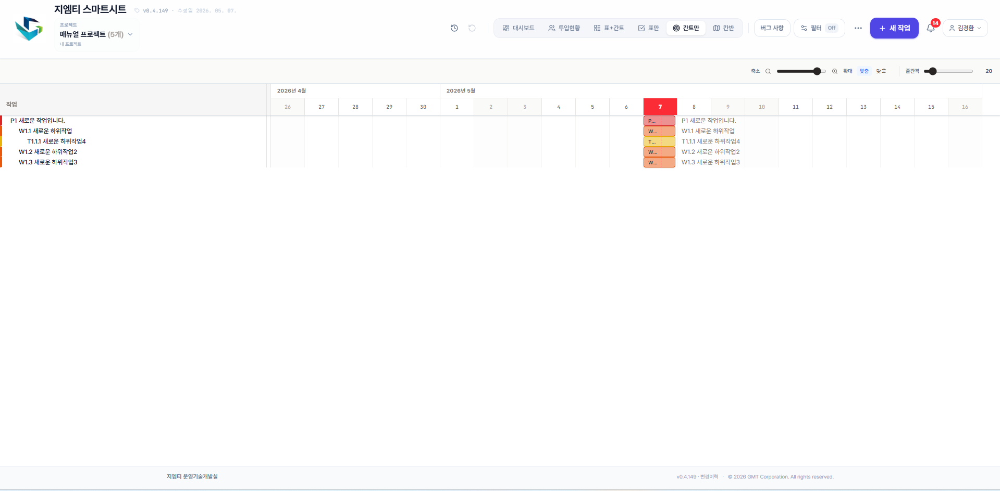 지엠티 스마트시트 v0.4.149 · 수정일 2026. 05. 07.
프로젝트
매뉴얼 프로젝트 (5개)
내 프로젝트
대시보드 투입현황 표+간트 표만 간트만 칸반 버그 사항 필터 Off ··· + 새 작업 14 김경환
축소 확대 맞춤 맞춤 줄간격 20
2026년 4월 2026년 5월
작업
26 27 28 29 30 1 2 3 4 5 6 7 8 9 10 11 12 13 14 15 16
P1 새로운 작업입니다. P... P1 새로운 작업입니다.
W1.1 새로운 하위작업 W... W1.1 새로운 하위작업
T1.1.1 새로운 하위작업4 T... T1.1.1 새로운 하위작업4
W1.2 새로운 하위작업2 W... W1.2 새로운 하위작업2
W1.3 새로운 하위작업3 W... W1.3 새로운 하위작업3
지엠티 운영기술개발실 v0.4.149 · 변경이력 · © 2026 GMT Corporation. All rights reserved.